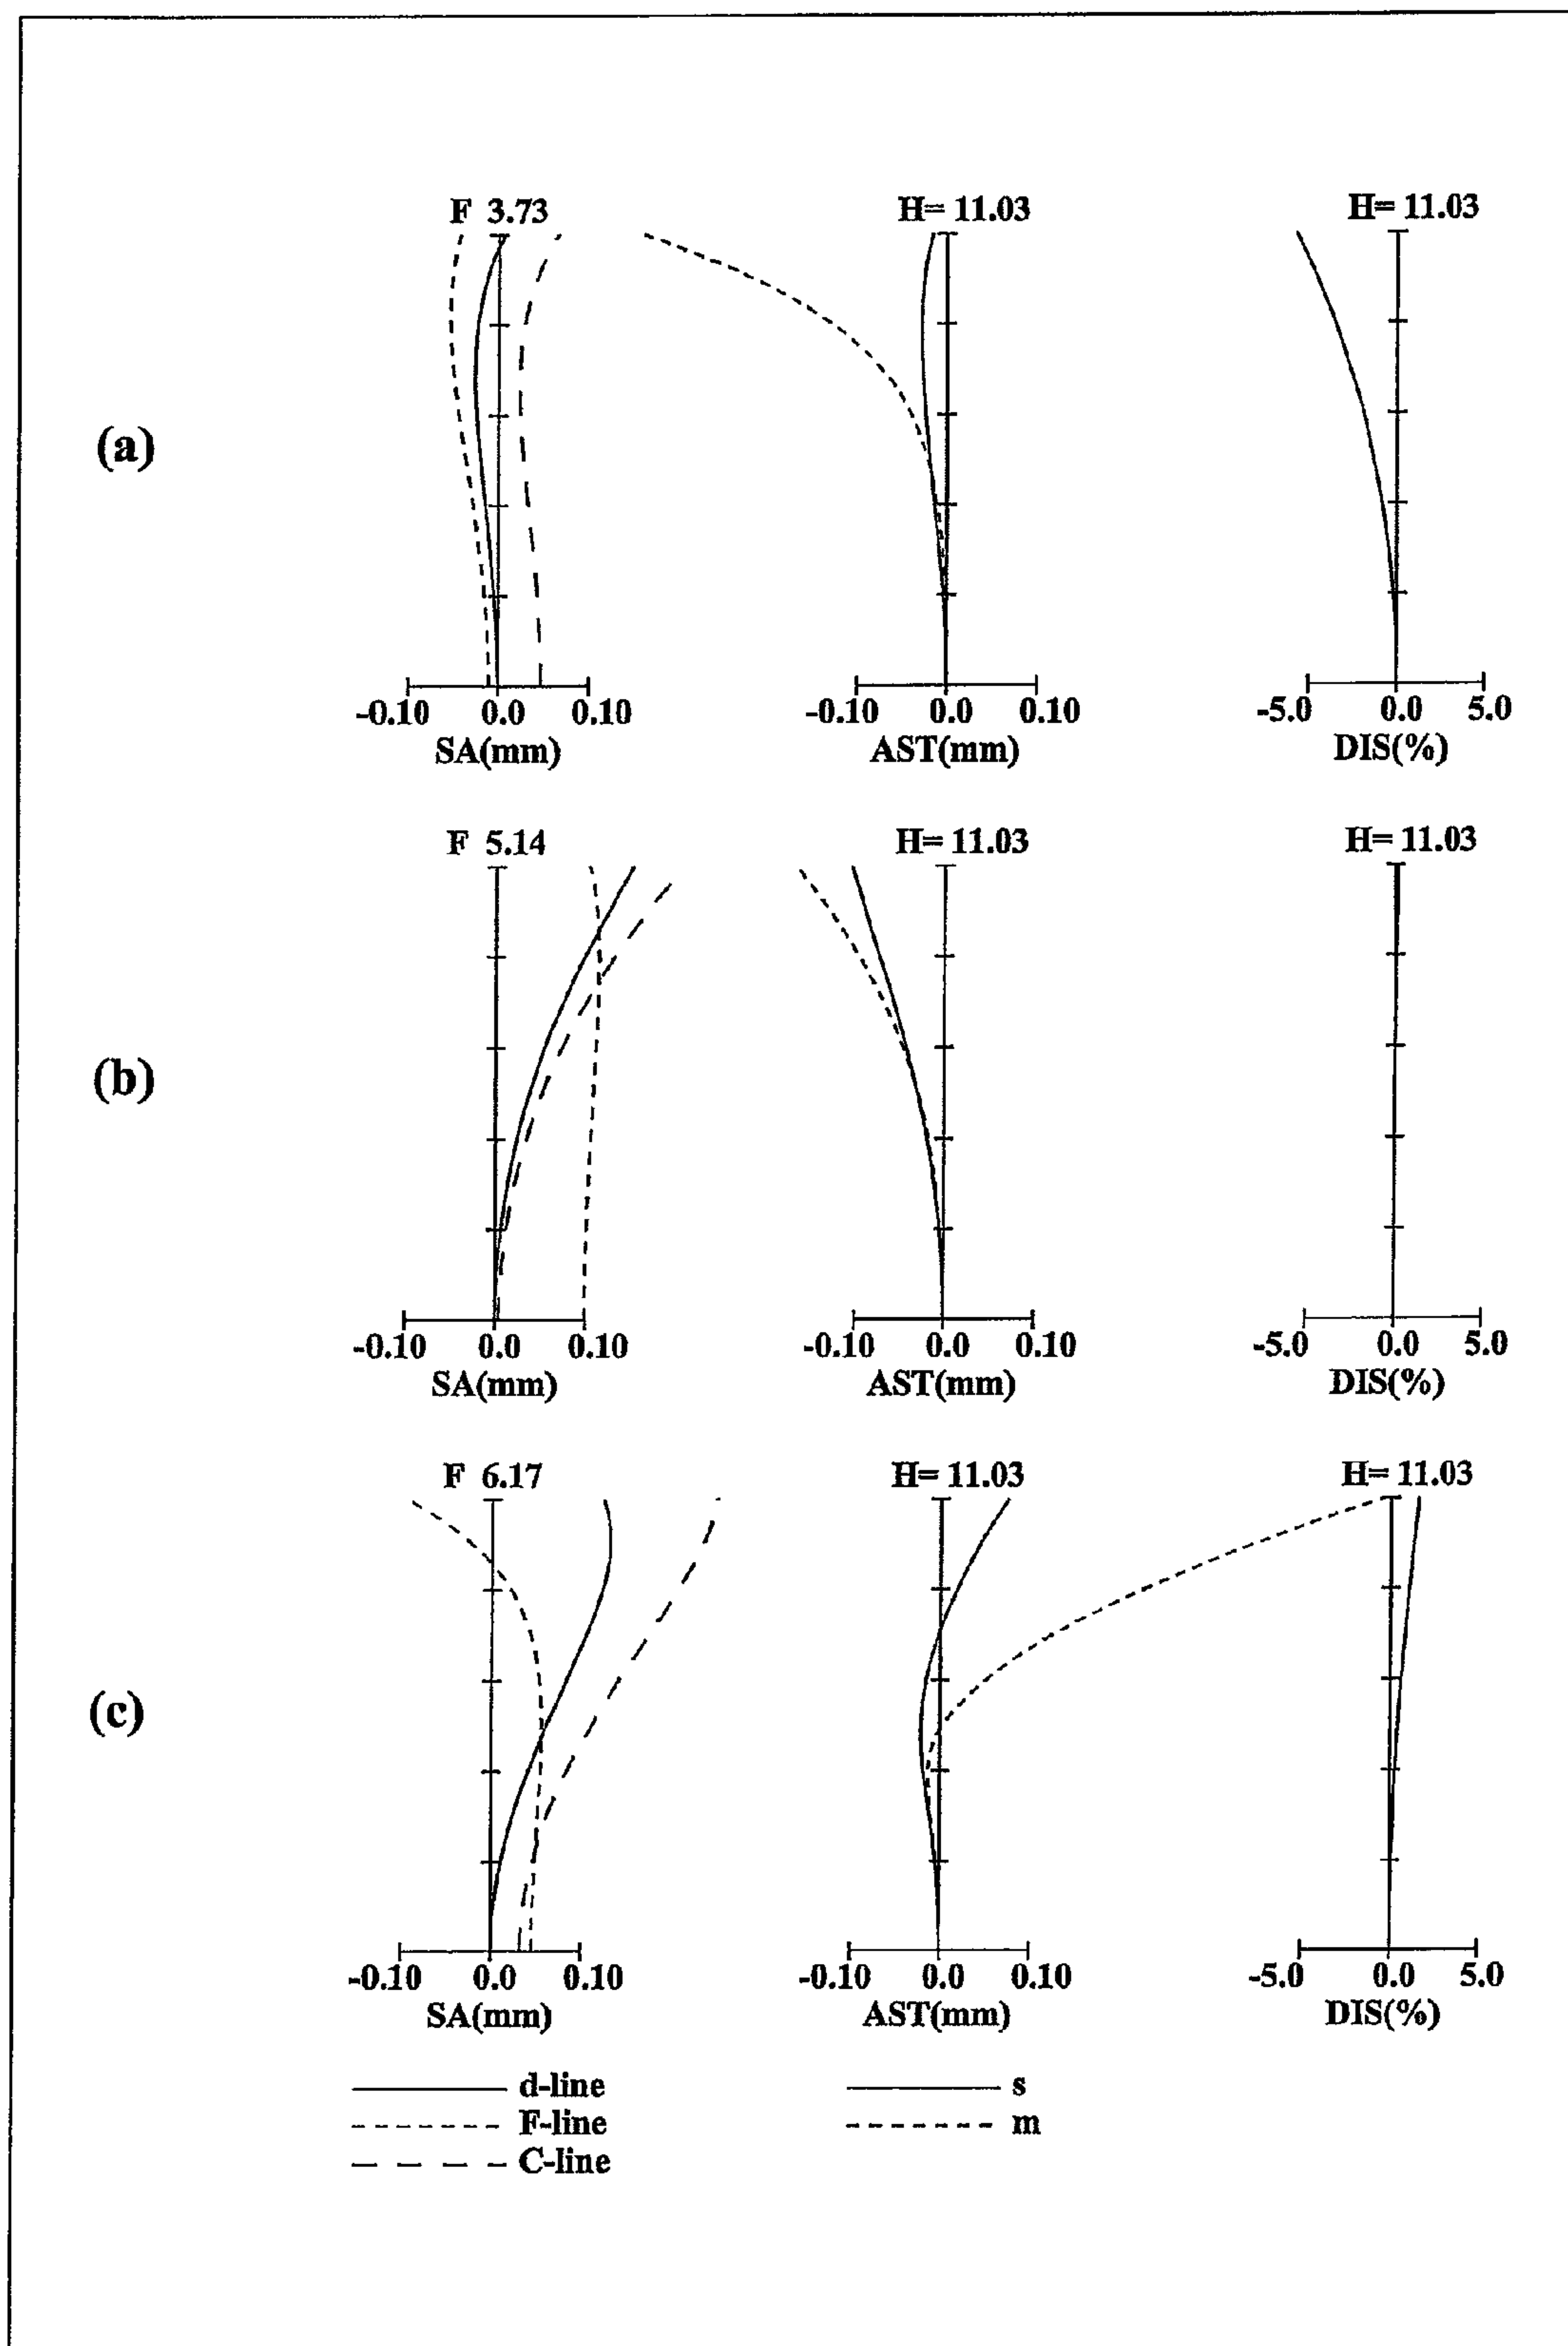 F 3.73 H= 11.03 H= 11.03
(a)
-0.10 0.0 0.10 -0.10 0.0 0.10 -5.0 0.0 5.0
SA(mm) AST(mm) DIS(%)
F 5.14 H= 11.03 H= 11.03
(b)
-0.10 0.0 0.10 -0.10 0.0 0.10 -5.0 0.0 5.0
SA(mm) AST(mm) DIS(%)
F 6.17 H= 11.03 H= 11.03
(c)
-0.10 0.0 0.10 -0.10 0.0 0.10 -5.0 0.0 5.0
SA(mm) AST(mm) DIS(%)
d-line s
F-line m
C-line